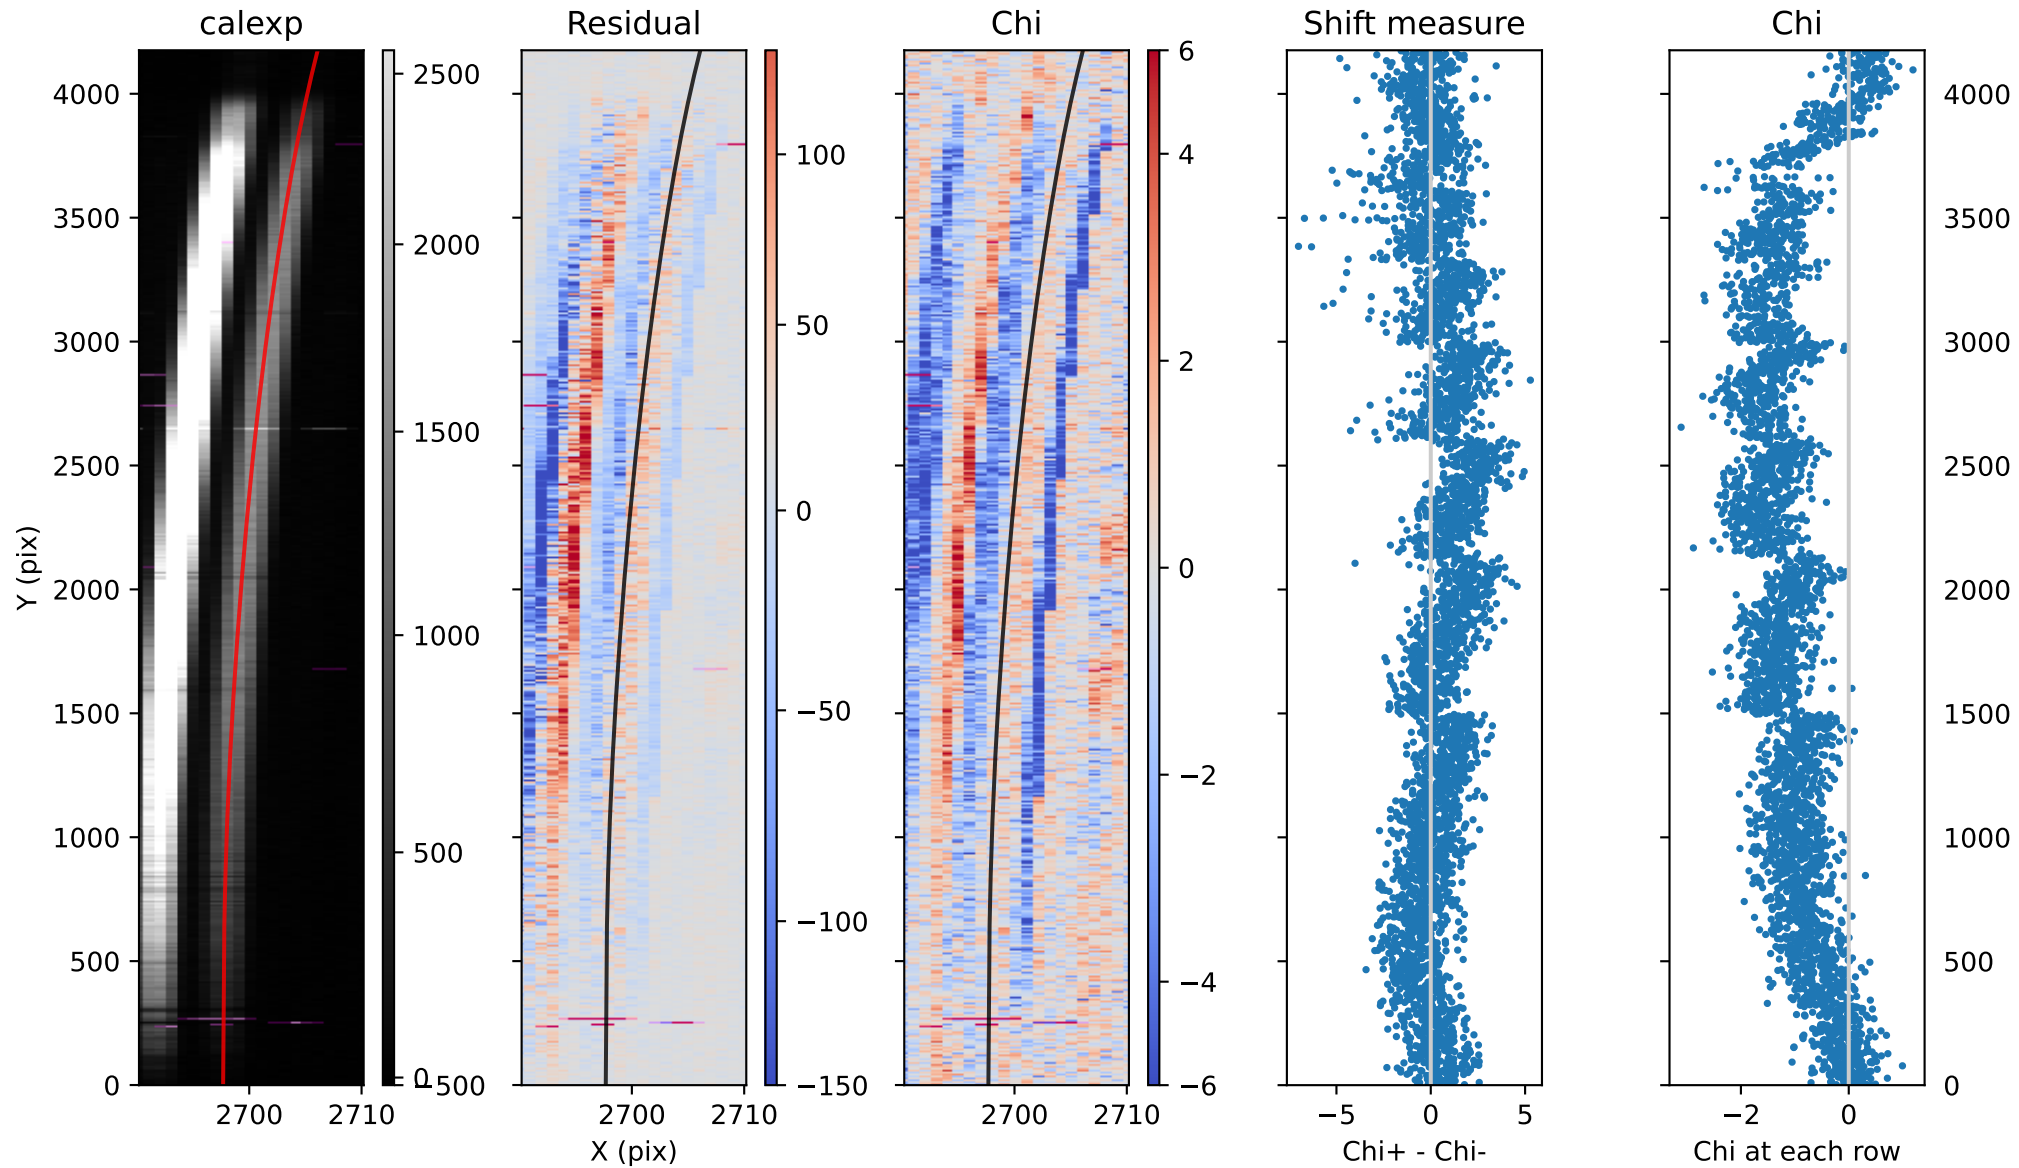 calexp Residual Chi Shift measure Chi
4000 2500 100 6 4000
3500 2000 50 4 3500
3000 1500 0 2 3000
2500 1000 −50 0 2500
2000 500 −100 −2 2000
1500 0 −150 −4 1500
1000 −500 −6 1000
500 500
0 0
Y (pix)
2700 2710 2700 2710 2700 2710 −5 0 5 −2 0
X (pix) Chi+ - Chi- Chi at each row